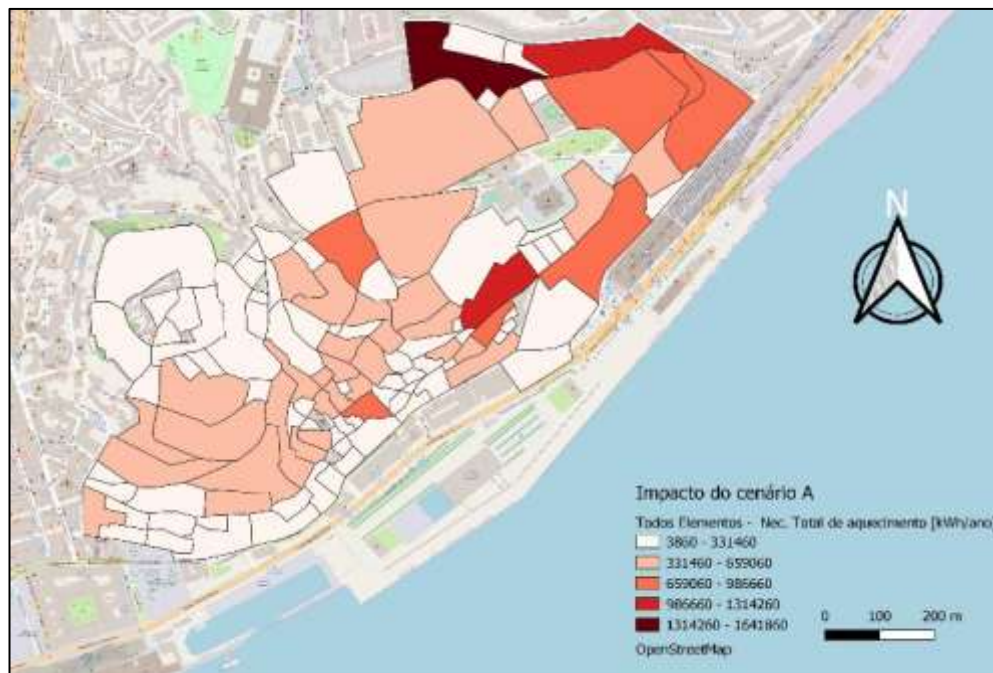 N
Impacto do cenário A
Todos Elementos - Nec. Total de aquecimento [kWh/ano]
3860 - 331460
331460 - 659060
659060 - 986660
986660 - 1314260
1314260 - 1641860
0 100 200 m
OpenStreetMap